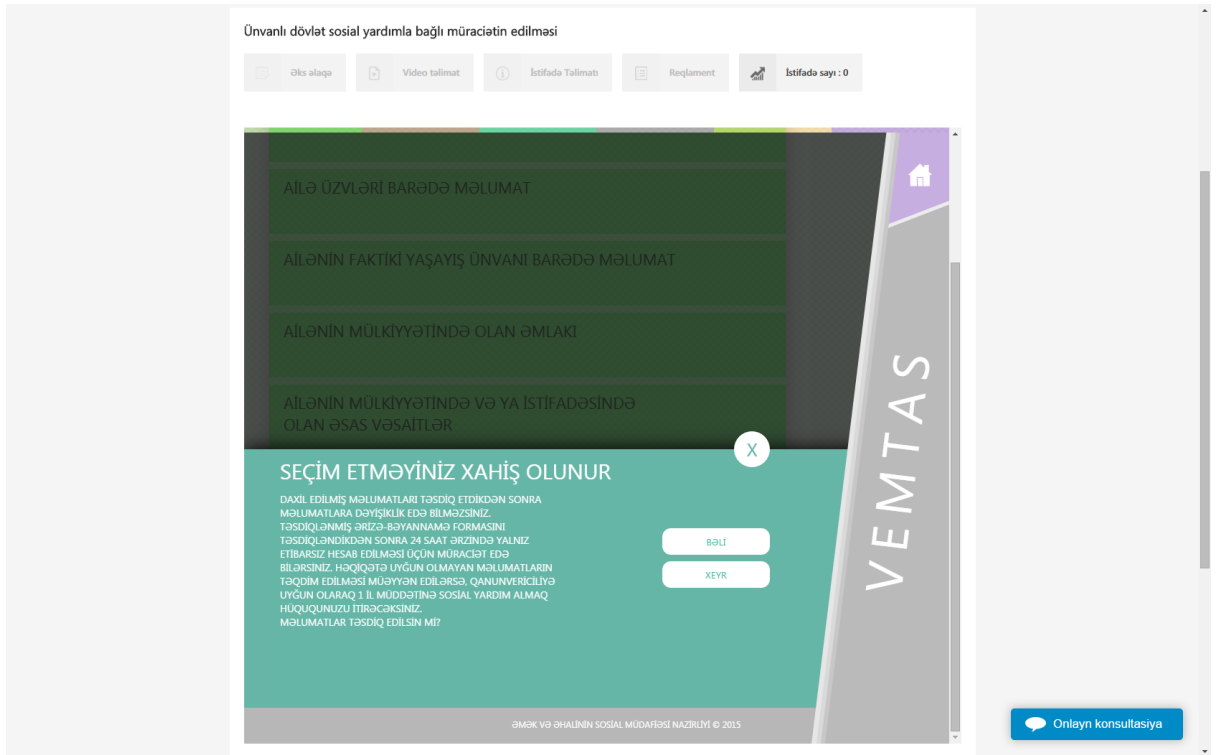 Ünvanlı dövlət sosial yardımla bağlı müraciətin edilməsi
Əks əlaqə
Video təlimat
İstifadə Təlimatı
Reqlament
İstifadə sayı : 0
AİLƏ ÜZVLƏRİ BARƏDƏ MƏLUMAT
AİLƏNİN FAKTİKİ YAŞAYIŞ ÜNVANI BARƏDƏ MƏLUMAT
AİLƏNİN MÜLKİYYƏTİNDƏ OLAN ƏMLAKI
AİLƏNİN MÜLKİYYƏTİNDƏ VƏ YA İSTİFADƏSİNDƏ
OLAN ƏSAS VƏSAİTLƏR
X
SEÇİM ETMƏYİNİZ XAHİŞ OLUNUR
DAXİL EDİLMİŞ MƏLUMATLARI TƏSDİQ ETDİKDƏN SONRA
MƏLUMATLARA DƏYİŞİKLİK EDƏ BİLMƏZSİNİZ.
TƏSDİQLƏNMİŞ ƏRİZƏ-BƏYANNAMƏ FORMASINI
TƏSDİQLƏNDİKDƏN SONRA 24 SAAT ƏRZİNDƏ YALNIZ
ETİBARSIZ HESAB EDİLMƏSİ ÜÇÜN MÜRACİƏT EDƏ
BİLƏRSİNİZ. HƏQİQƏTƏ UYĞUN OLMAYAN MƏLUMATLARIN
TƏQDİM EDİLMƏSİ MÜƏYYƏN EDİLƏRSƏ, QANUNVERİCİLİYƏ
UYĞUN OLARAQ 1 İL MÜDDƏTİNƏ SOSİAL YARDIM ALMAQ
HÜQUQUNUZU İTİRƏCƏKSİNİZ.
MƏLUMATLAR TƏSDİQ EDİLSİN Mİ?
BƏLİ
XEYR
VEMTAS
ƏMƏK VƏ ƏHALİNİN SOSİAL MÜDAFİƏSİ NAZİRLİYİ © 2015
Onlayn konsultasiya